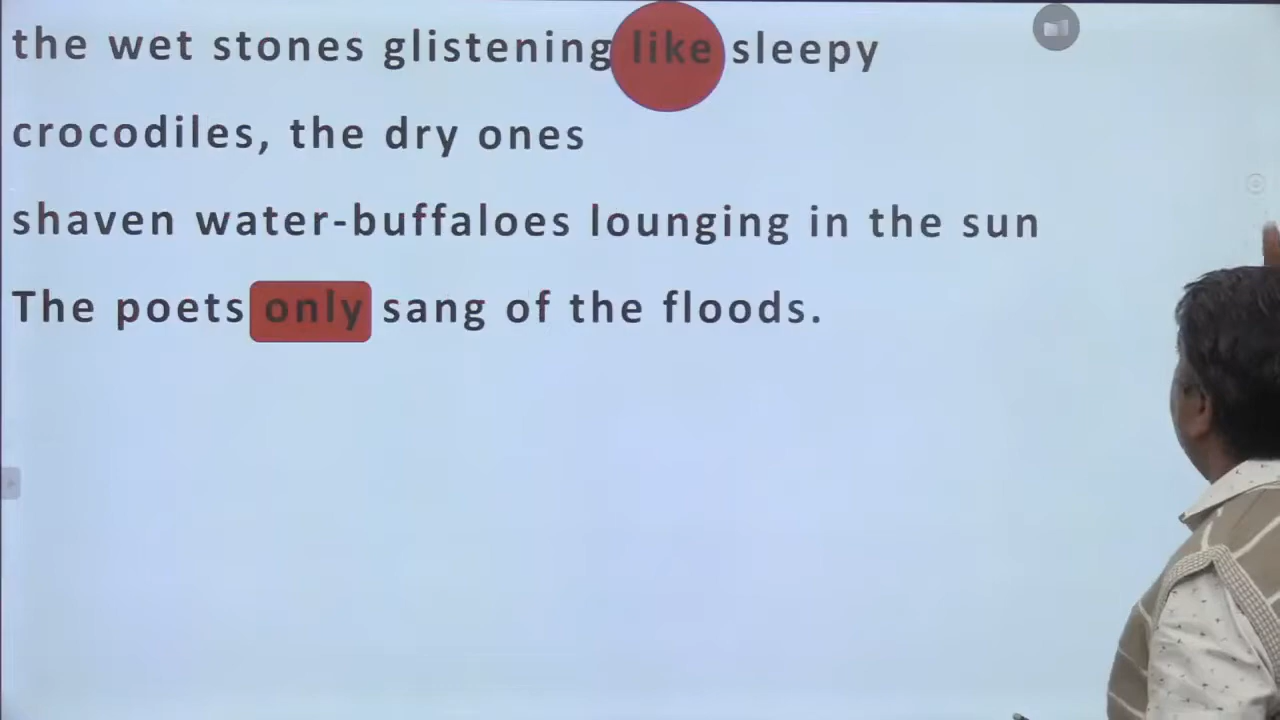 the wet stones glistening like sleepy
crocodiles, the dry ones
shaven water-buffaloes lounging in the sun
The poets only sang of the floods.